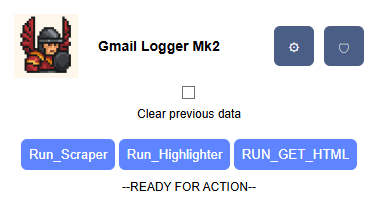 Gmail Logger Mk2
Clear previous data
Run_Scraper Run_Highlighter RUN_GET_HTML
--READY FOR ACTION--